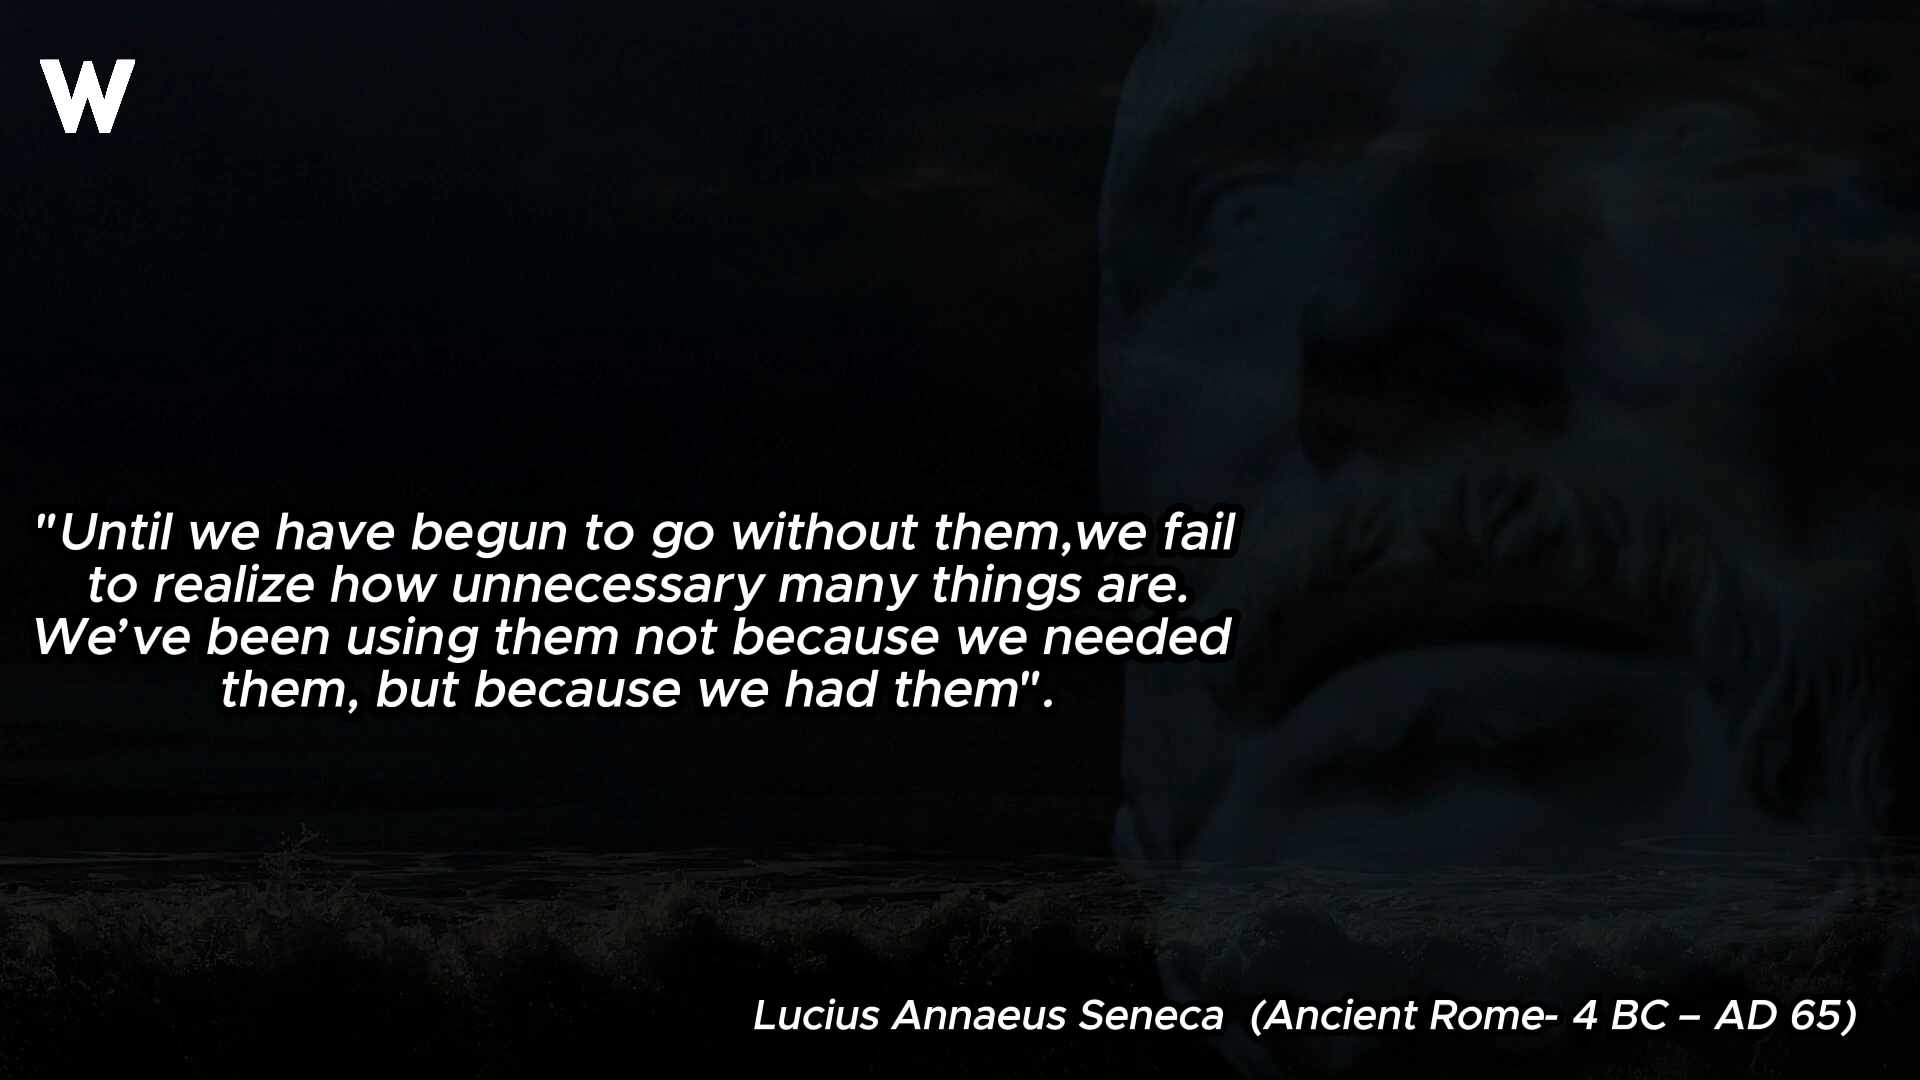 W
"Until we have begun to go without them,we fail
to realize how unnecessary many things are.
We’ve been using them not because we needed
them, but because we had them".
Lucius Annaeus Seneca  (Ancient Rome- 4 BC – AD 65)